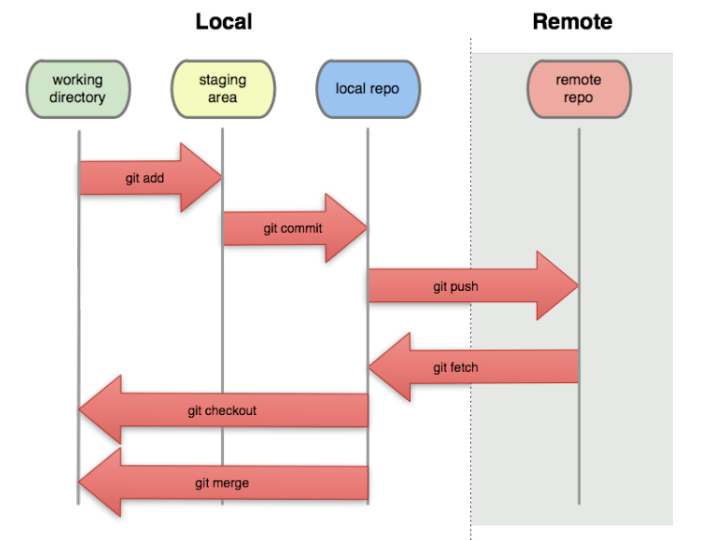 Local
Remote
working
directory
staging
area
local repo
remote
repo
git add
git commit
git push
git fetch
git checkout
git merge